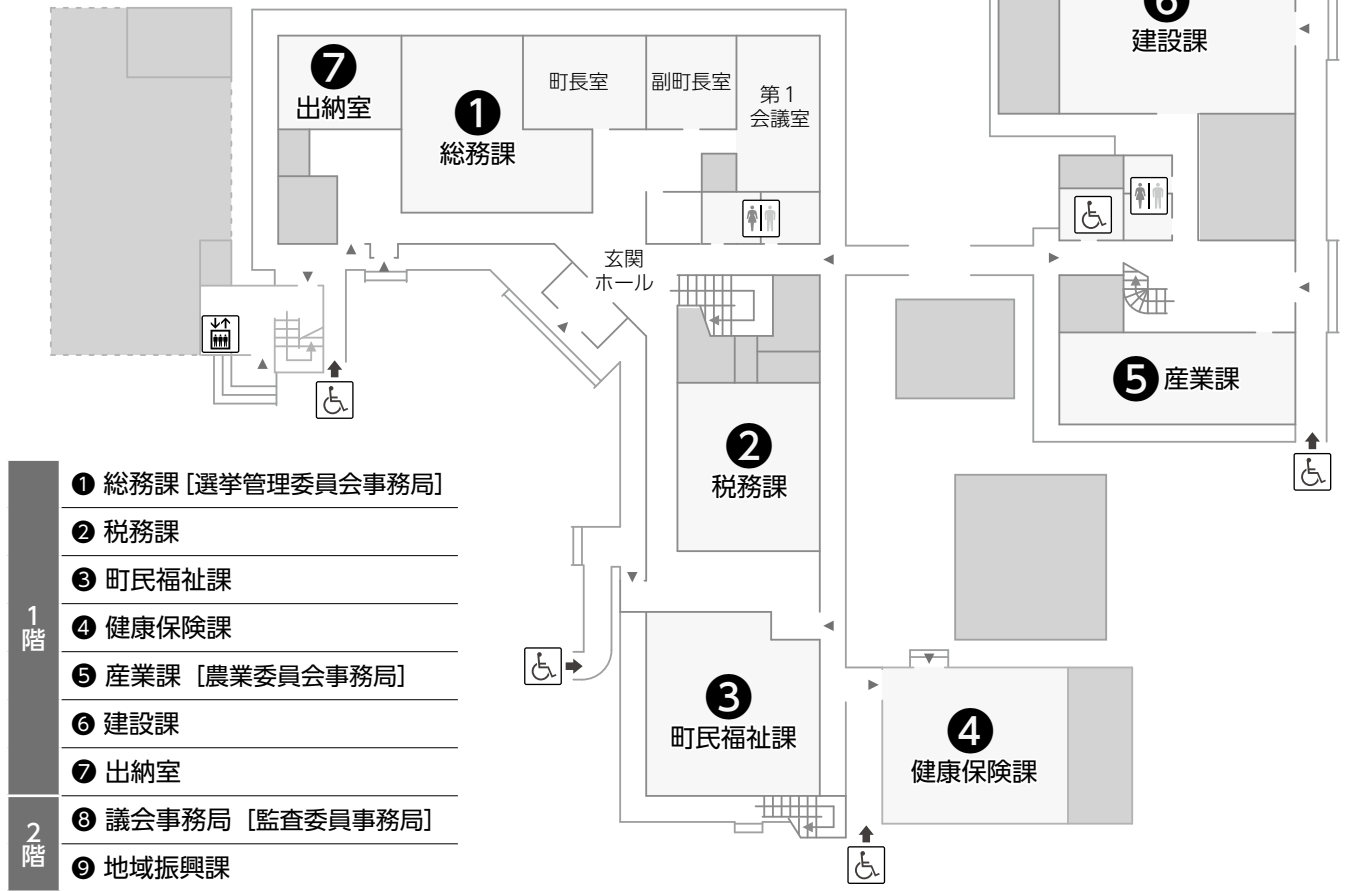 ❻
建設課
❼
出納室
❶
総務課
町長室
副町長室
第1
会議室
玄関
ホール
❺ 産業課
❷
税務課
❸
町民福祉課
❹
健康保険課
1階
❶ 総務課 [選挙管理委員会事務局]
❷ 税務課
❸ 町民福祉課
❹ 健康保険課
❺ 産業課 [農業委員会事務局]
❻ 建設課
❼ 出納室
2階
❽ 議会事務局 [監査委員事務局]
❾ 地域振興課